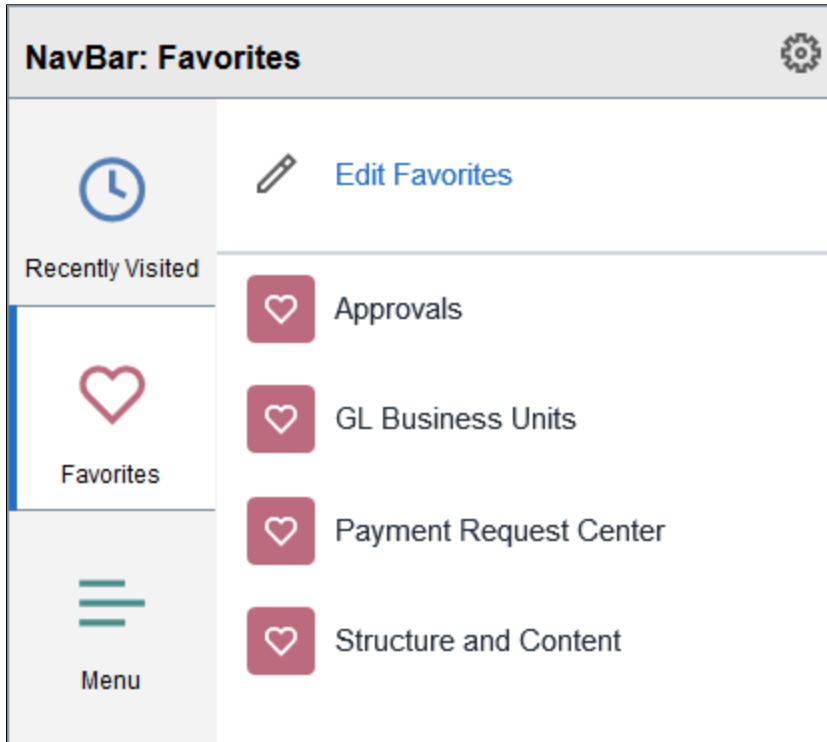 NavBar: Favorites
Recently Visited
Favorites
Menu
Edit Favorites
Approvals
GL Business Units
Payment Request Center
Structure and Content